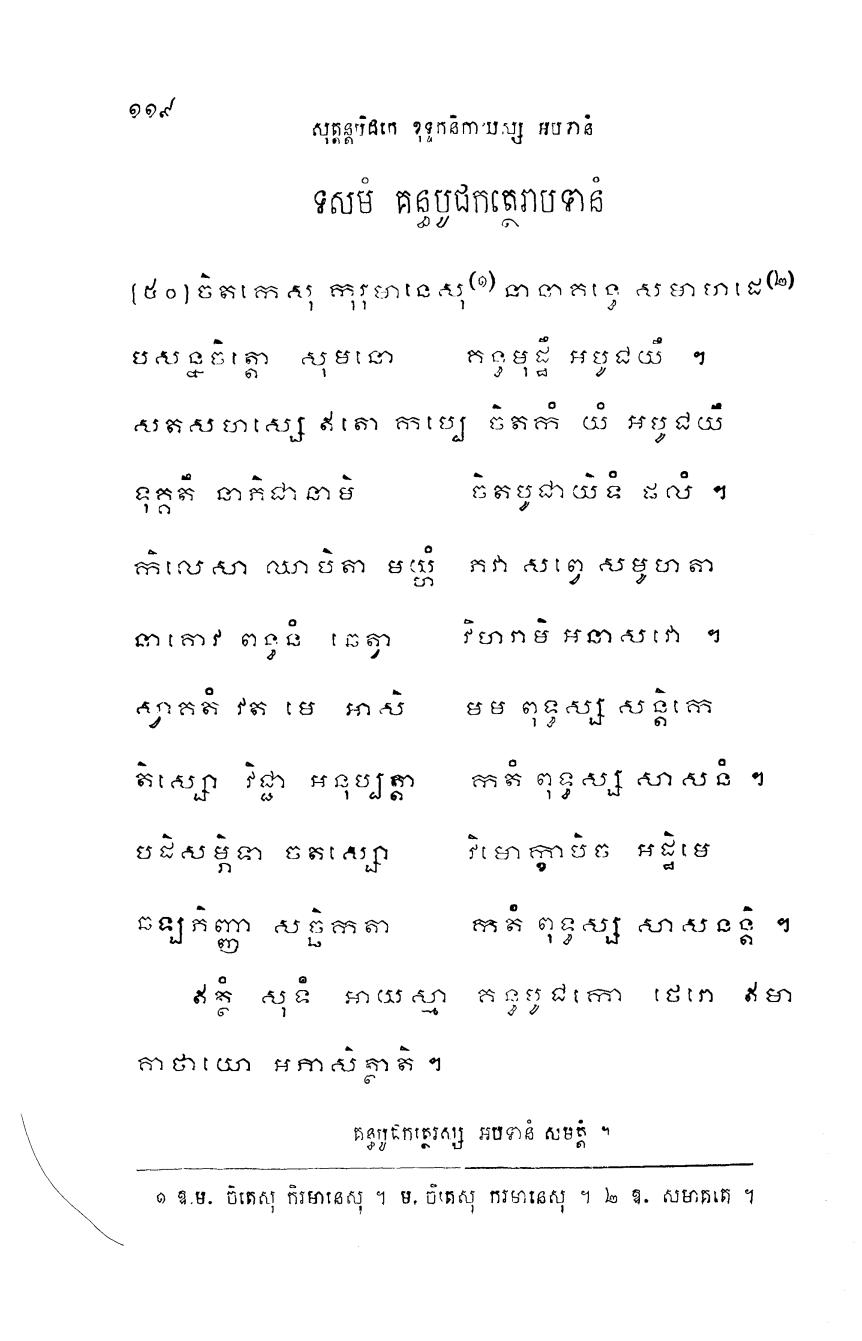 ១១៩
សុត្តន្តបិដកេ ខុទ្ទកនិកាយស្ស អបទានំ
ទសមំ គន្ធបូជកត្ថេរាបទានំ
[៥០] ចិតកេសុ កុរុមានេសុ(១) នានាគន្ធេ សមាហដេ(២)
បសន្នចិត្តោ សុមនោ គន្ធមុដ្ឋឹ អបូជយឹ ។
សតសហស្សេ ឥតោ កប្បេ ចិតកំ យំ អបូជយឹ
ទុគ្គតឹ នាភិជានាមិ ចិតបូជាយិទំ ផលំ ។
កិលេសា ឈាបិតា មយ្ហំ ភវា សព្វេ សមូហតា
នាគោវ ពន្ធនំ ឆេត្វា វិហរាមិ អនាសវោ ។
ស្វាគតំ វត មេ អាសិ មម ពុទ្ធស្ស សន្តិកេ
តិស្សោ វិជ្ជា អនុប្បត្តា កតំ ពុទ្ធស្ស សាសនំ ។
បដិសម្ភិទា ចតស្សោ វិមោក្ខាបិច អដ្ឋិមេ
ឆឡ្បភិញ្ញា សច្ឆិកតា កតំ ពុទ្ធស្ស សាសនន្តិ ។
ឥត្ថំ សុទំ អាយស្មា គន្ធបូជកោ ថេរោ ឥមា
គាថាយោ អភាសិត្ថាតិ ។
គន្ធបូជកត្ថេរស្ស អបទានំ សមត្តំ ។
១ ឱ.ម. ចិតេសុ កិរមានេសុ ។ ម. ចិតេសុ ករមានេសុ ។ ២ ឱ. សមាគតេ ។